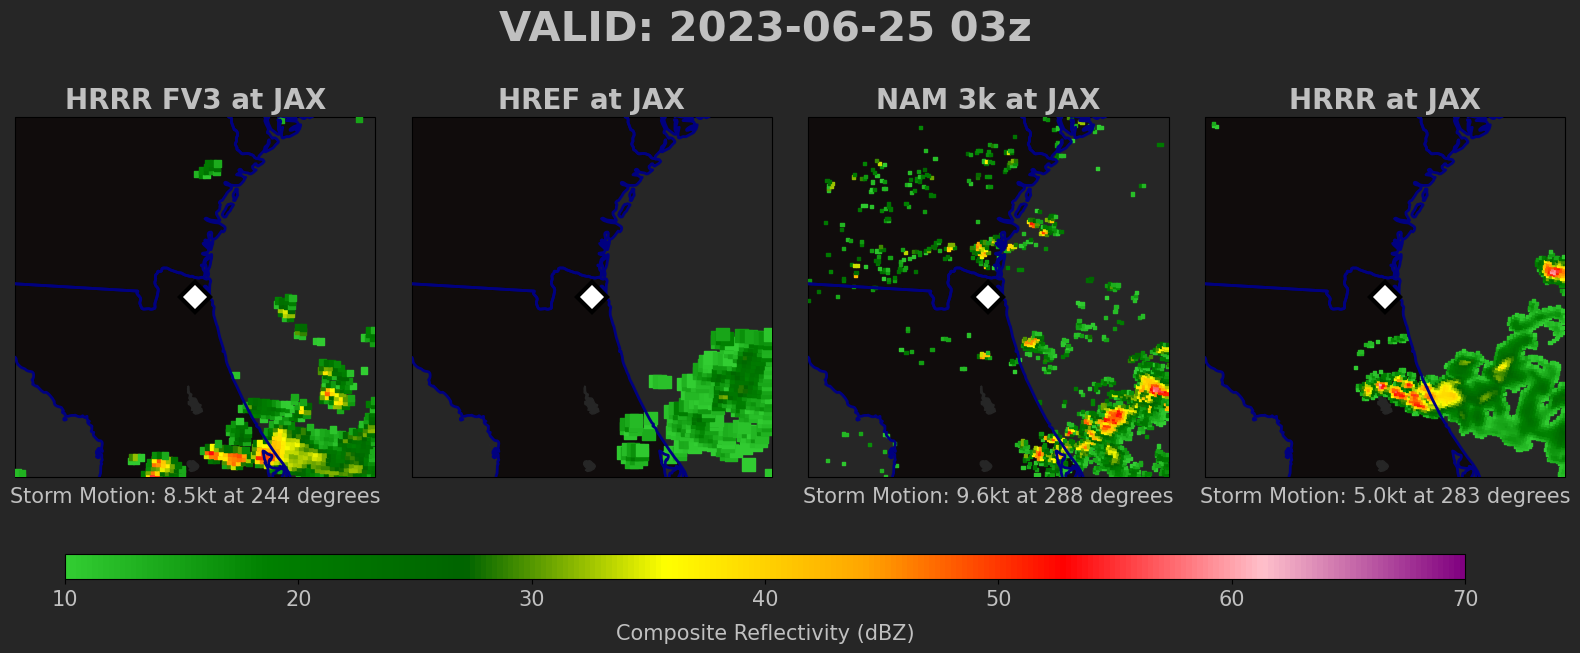 VALID: 2023-06-25 03z
HRRR FV3 at JAX
HREF at JAX
NAM 3k at JAX
HRRR at JAX
Storm Motion: 8.5kt at 244 degrees
Storm Motion: 9.6kt at 288 degrees
Storm Motion: 5.0kt at 283 degrees
10 20 30 40 50 60 70
Composite Reflectivity (dBZ)